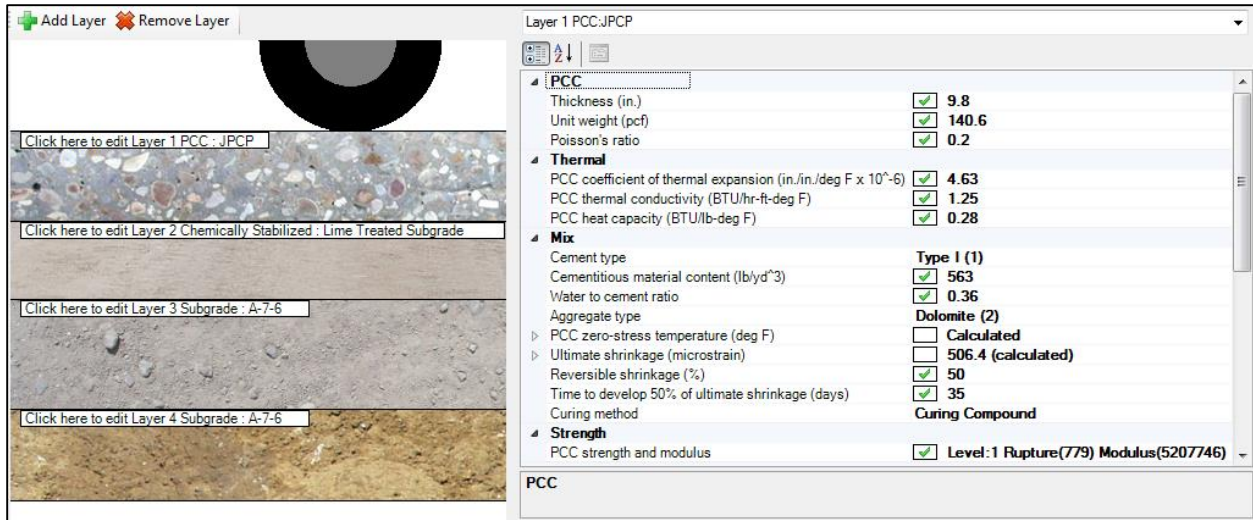 Add Layer Remove Layer
Click here to edit Layer 1 PCC : JPCP
Click here to edit Layer 2 Chemically Stabilized : Lime Treated Subgrade
Click here to edit Layer 3 Subgrade : A-7-6
Click here to edit Layer 4 Subgrade : A-7-6
Layer 1 PCC:JPCP
PCC
Thickness (in.) 9.8
Unit weight (pcf) 140.6
Poisson's ratio 0.2
Thermal
PCC coefficient of thermal expansion (in./in./deg F x 10^-6) 4.63
PCC thermal conductivity (BTU/hr-ft-deg F) 1.25
PCC heat capacity (BTU/lb-deg F) 0.28
Mix
Cement type Type I (1)
Cementitious material content (lb/yd^3) 563
Water to cement ratio 0.36
Aggregate type Dolomite (2)
PCC zero-stress temperature (deg F) Calculated
Ultimate shrinkage (microstrain) 506.4 (calculated)
Reversible shrinkage (%) 50
Time to develop 50% of ultimate shrinkage (days) 35
Curing method Curing Compound
Strength
PCC strength and modulus Level:1 Rupture(779) Modulus(5207746)
PCC